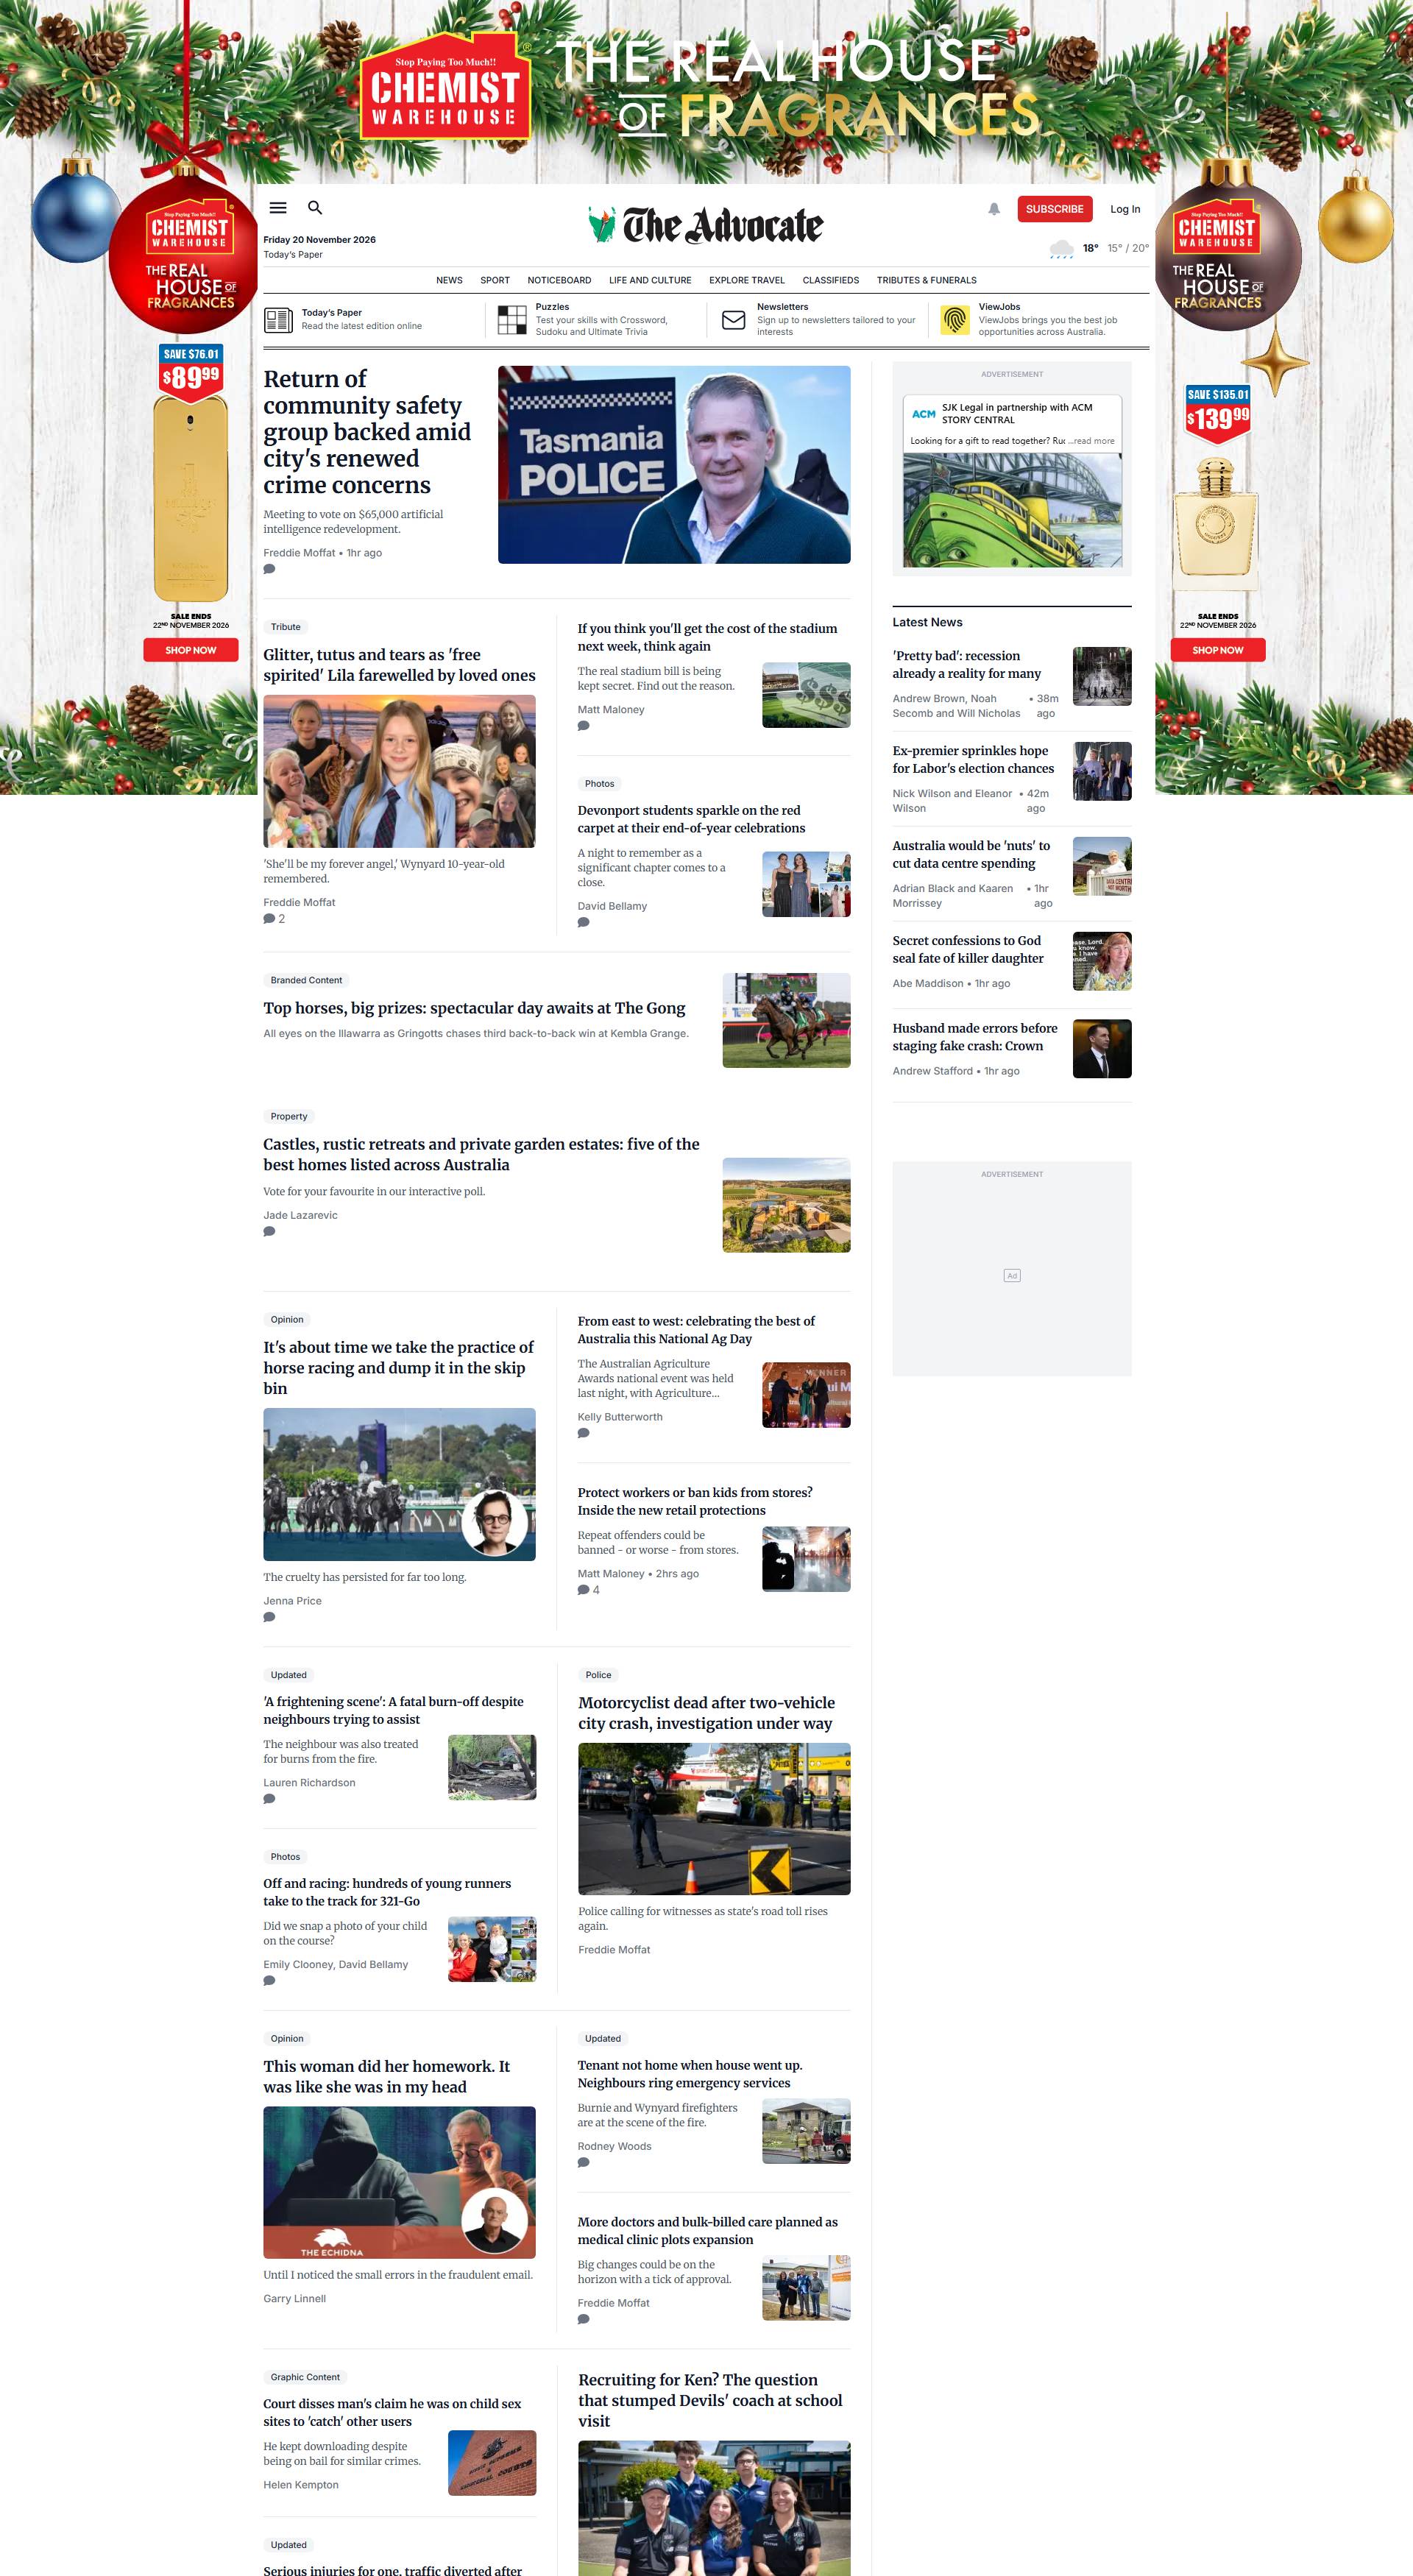 Stop Paying Too Much!!
CHEMIST
WAREHOUSE
THE REAL HOUSE
OF FRAGRANCES
Stop Paying Too Much!!
CHEMIST
WAREHOUSE
THE REAL
HOUSE OF
FRAGRANCES
SAVE $76.01
$89.99
SALE ENDS
22ND NOVEMBER 2026
SHOP NOW
Stop Paying Too Much!!
CHEMIST
WAREHOUSE
THE REAL
HOUSE OF
FRAGRANCES
SAVE $135.01
$139.99
SALE ENDS
22ND NOVEMBER 2026
SHOP NOW
The Advocate
SUBSCRIBE
Log In
Friday 20 November 2026
Today's Paper
18° 15° / 20°
NEWS SPORT NOTICEBOARD LIFE AND CULTURE EXPLORE TRAVEL CLASSIFIEDS TRIBUTES & FUNERALS
Today's Paper
Read the latest edition online
Puzzles
Test your skills with Crossword,
Sudoku and Ultimate Trivia
Newsletters
Sign up to newsletters tailored to your
interests
ViewJobs
ViewJobs brings you the best job
opportunities across Australia.
Return of
community safety
group backed amid
city's renewed
crime concerns
Meeting to vote on $65,000 artificial
intelligence redevelopment.
Freddie Moffat • 1hr ago
Tasmania
POLICE
Tribute
Glitter, tutus and tears as 'free
spirited' Lila farewelled by loved ones
'She'll be my forever angel,' Wynyard 10-year-old
remembered.
Freddie Moffat
2
If you think you'll get the cost of the stadium
next week, think again
The real stadium bill is being
kept secret. Find out the reason.
Matt Maloney
Photos
Devonport students sparkle on the red
carpet at their end-of-year celebrations
A night to remember as a
significant chapter comes to a
close.
David Bellamy
Branded Content
Top horses, big prizes: spectacular day awaits at The Gong
All eyes on the Illawarra as Gringotts chases third back-to-back win at Kembla Grange.
Property
Castles, rustic retreats and private garden estates: five of the
best homes listed across Australia
Vote for your favourite in our interactive poll.
Jade Lazarevic
Opinion
It's about time we take the practice of
horse racing and dump it in the skip
bin
The cruelty has persisted for far too long.
Jenna Price
From east to west: celebrating the best of
Australia this National Ag Day
The Australian Agriculture
Awards national event was held
last night, with Agriculture...
Kelly Butterworth
WINNER
Protect workers or ban kids from stores?
Inside the new retail protections
Repeat offenders could be
banned - or worse - from stores.
Matt Maloney • 2hrs ago
4
Updated
'A frightening scene': A fatal burn-off despite
neighbours trying to assist
The neighbour was also treated
for burns from the fire.
Lauren Richardson
Photos
Off and racing: hundreds of young runners
take to the track for 321-Go
Did we snap a photo of your child
on the course?
Emily Clooney, David Bellamy
Police
Motorcyclist dead after two-vehicle
city crash, investigation under way
Police calling for witnesses as state's road toll rises
again.
Freddie Moffat
Opinion
This woman did her homework. It
was like she was in my head
THE ECHIDNA
Until I noticed the small errors in the fraudulent email.
Garry Linnell
Updated
Tenant not home when house went up.
Neighbours ring emergency services
Burnie and Wynyard firefighters
are at the scene of the fire.
Rodney Woods
More doctors and bulk-billed care planned as
medical clinic plots expansion
Big changes could be on the
horizon with a tick of approval.
Freddie Moffat
Graphic Content
Court disses man's claim he was on child sex
sites to 'catch' other users
He kept downloading despite
being on bail for similar crimes.
Helen Kempton
Updated
Serious injuries for one, traffic diverted after
Recruiting for Ken? The question
that stumped Devils' coach at school
visit
ADVERTISEMENT
ACM
SJK Legal in partnership with ACM
STORY CENTRAL
Looking for a gift to read together? Ru ...read more
Latest News
'Pretty bad': recession
already a reality for many
Andrew Brown, Noah
Secomb and Will Nicholas
• 38m
ago
Ex-premier sprinkles hope
for Labor's election chances
Nick Wilson and Eleanor
Wilson
• 42m
ago
Australia would be 'nuts' to
cut data centre spending
Adrian Black and Kaaren
Morrissey
• 1hr
ago
Secret confessions to God
seal fate of killer daughter
Abe Maddison • 1hr ago
Husband made errors before
staging fake crash: Crown
Andrew Stafford • 1hr ago
ADVERTISEMENT
Ad